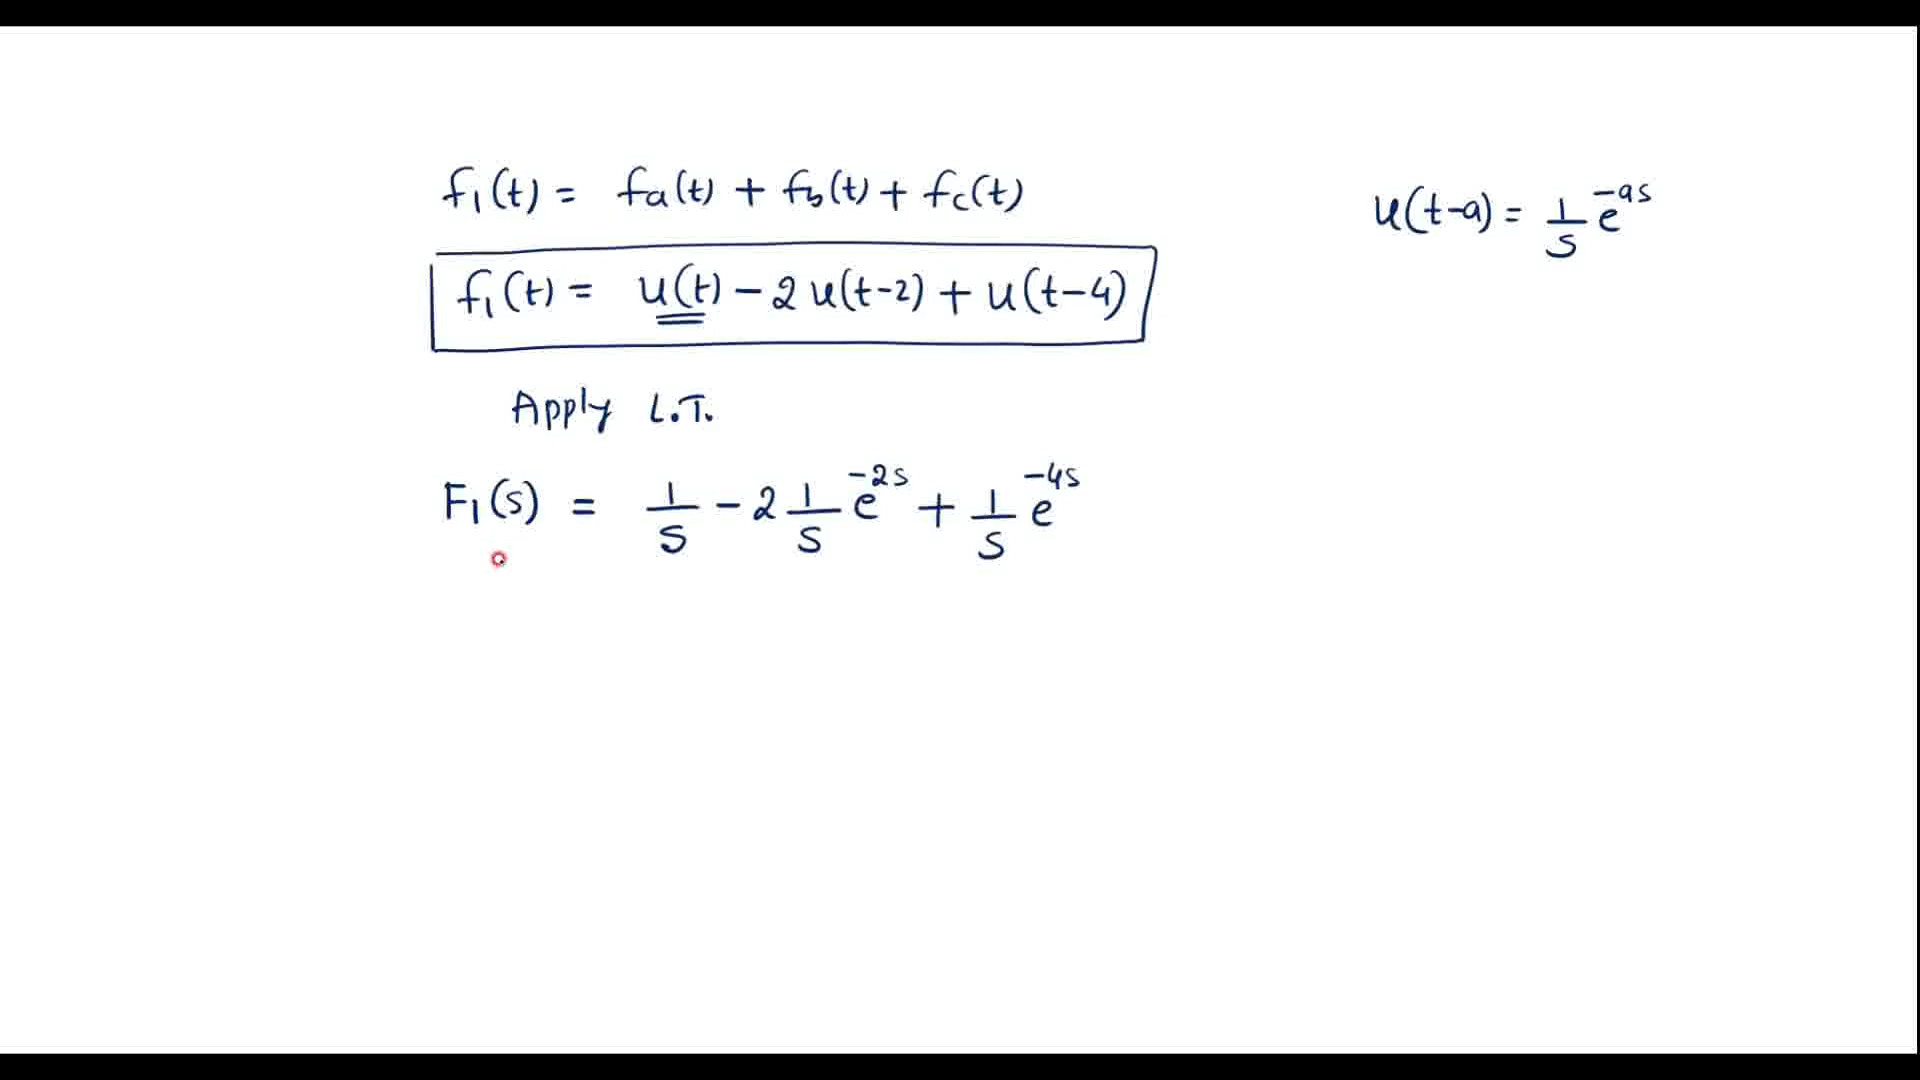 f₁(t) = fa(t) + fb(t) + fc(t)
u(t-a) = 1/s e^-as
f₁(t) = u(t) - 2 u(t-2) + u(t-4)
Apply L.T.
F₁(s) = 1/s - 2 1/s e^-2s + 1/s e^-4s